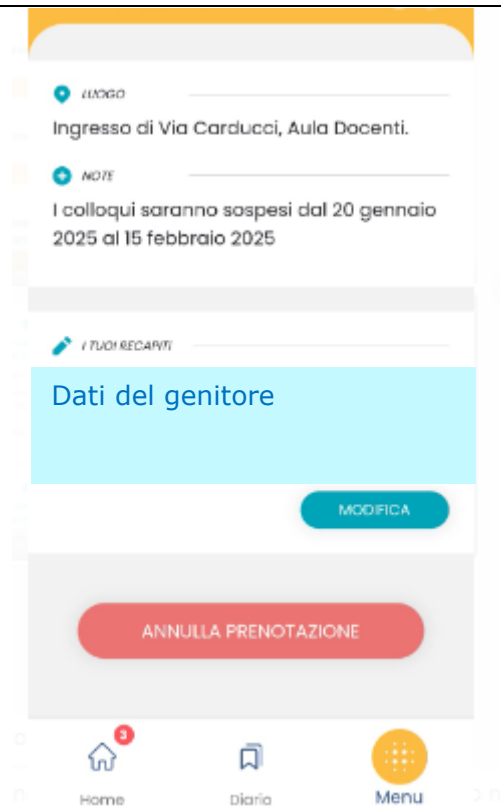 LUOGO
Ingresso di Via Carducci, Aula Docenti.
NOTE
I colloqui saranno sospesi dal 20 gennaio
2025 al 15 febbraio 2025
I TUOI RECAPITI
Dati del genitore
MODIFICA
ANNULLA PRENOTAZIONE
3
Home
Diario
Menu